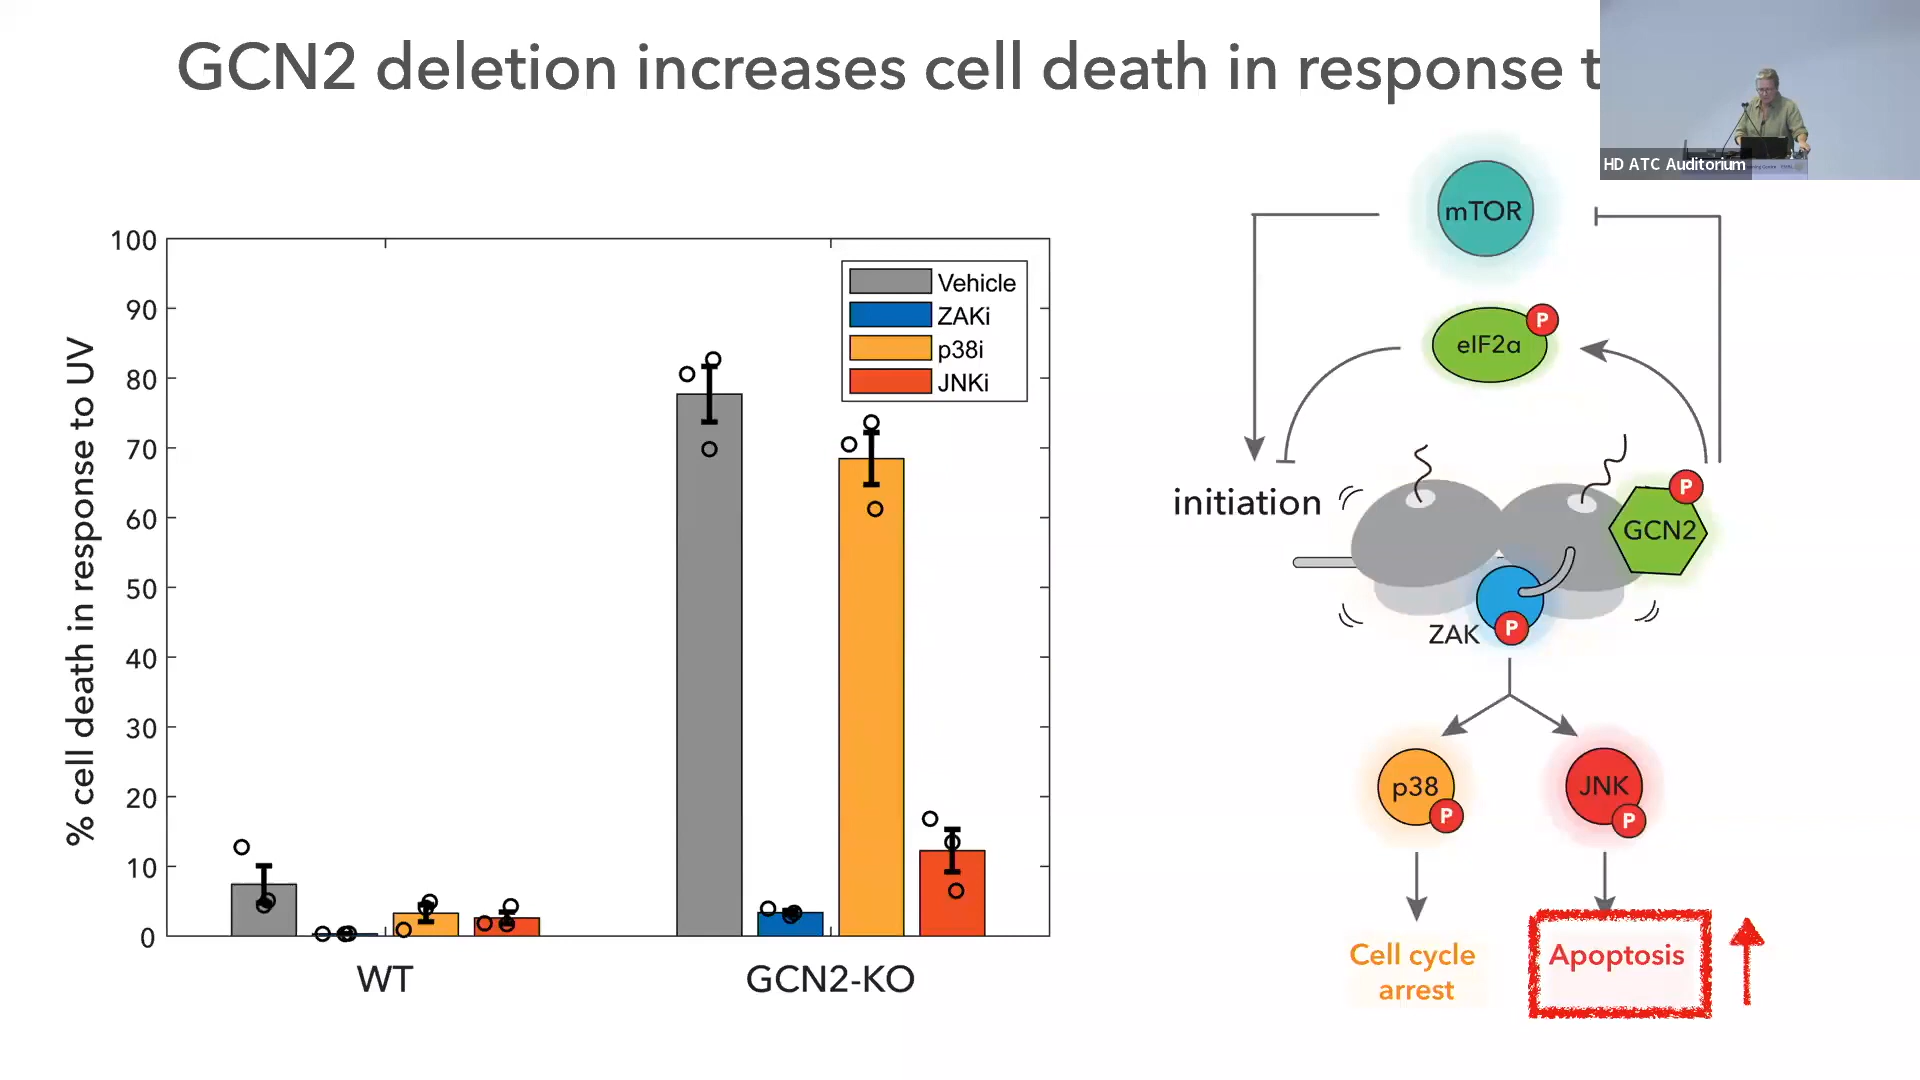 GCN2 deletion increases cell death in response t
HD ATC Auditorium
% cell death in response to UV
100
90
80
70
60
50
40
30
20
10
0
Vehicle
ZAKi
p38i
JNKi
WT
GCN2-KO
mTOR
P
eIF2a
initiation
P
GCN2
ZAK
P
p38
P
JNK
P
Cell cycle
arrest
Apoptosis